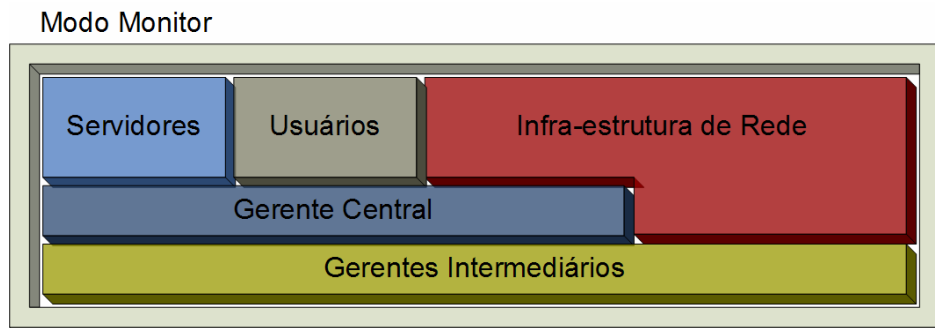 Modo Monitor
Servidores
Usuários
Infra-estrutura de Rede
Gerente Central
Gerentes Intermediários